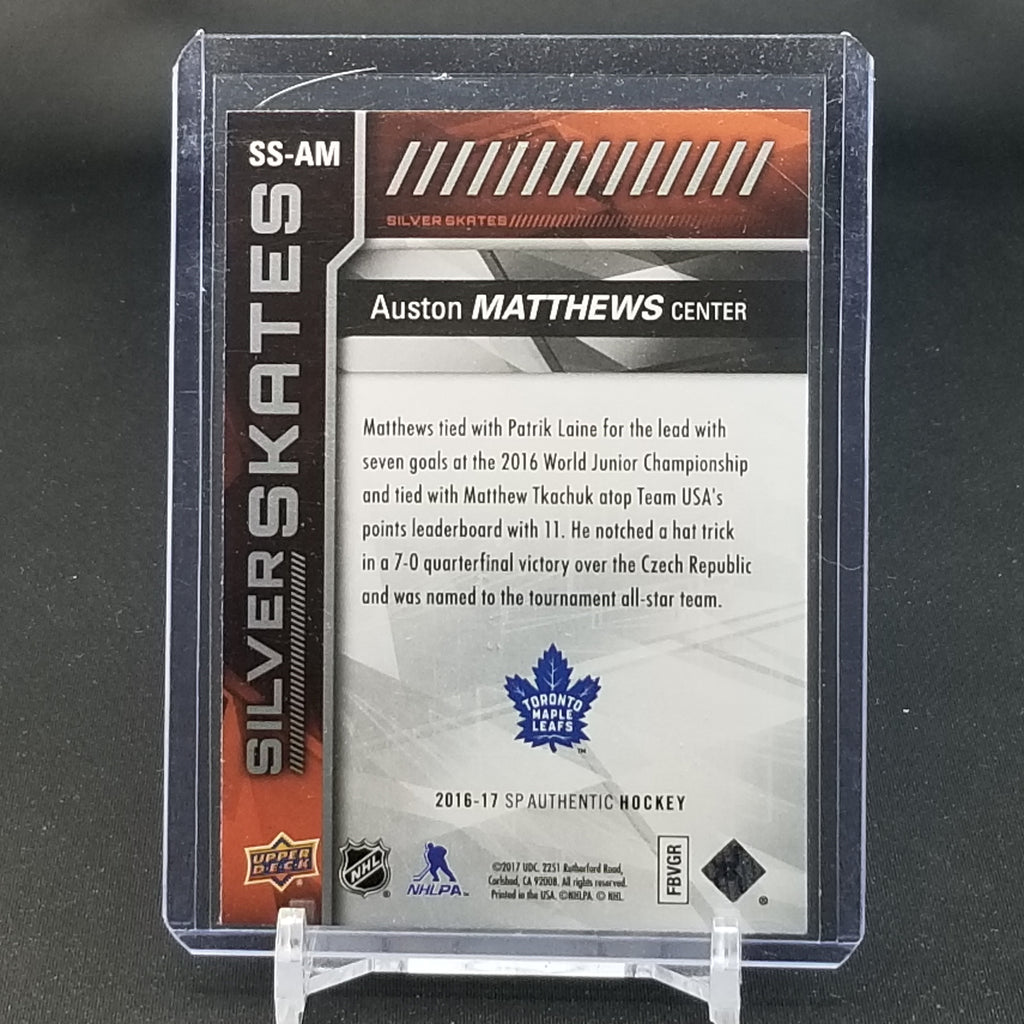 SS-AM
SILVER SKATES
SILVER SKATES
Auston MATTHEWS CENTER
Matthews tied with Patrik Laine for the lead with
seven goals at the 2016 World Junior Championship
and tied with Matthew Tkachuk atop Team USA's
points leaderboard with 11. He notched a hat trick
in a 7-0 quarterfinal victory over the Czech Republic
and was named to the tournament all-star team.
TORONTO
MAPLE
LEAFS
TM
2016-17 SP AUTHENTIC HOCKEY
UPPER
DECK
®
NHL
®
NHLPA
™
©2017 UDC. 2251 Rutherford Road,
Carlsbad, CA 92008. All rights reserved.
Printed in the USA. ©NHLPA. © NHL.
FBVGR
®